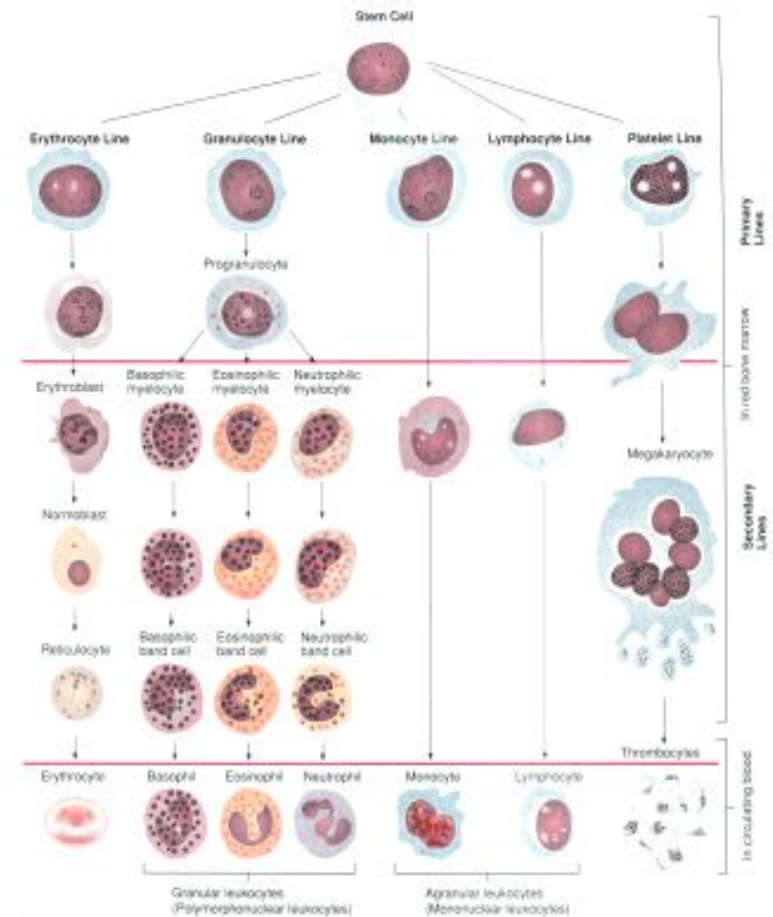 Stem Cell
Erythrocyte Line
Granulocyte Line
Monocyte Line
Lymphocyte Line
Platelet Line
Primary
Lines
Progranulocyte
In red bone marrow
Erythroblast
Basophilic
myelocyte
Eosinophilic
myelocyte
Neutrophilic
myelocyte
Megakaryocyte
Secondary
Lines
Normoblast
Reticulocyte
Basophilic
band cell
Eosinophilic
band cell
Neutrophilic
band cell
Thrombocytes
Erythrocyte
Basophil
Eosinophil
Neutrophil
Monocyte
Lymphocyte
In circulating blood
Granular leukocytes
(Polymorphonuclear leukocytes)
Agranular leukocytes
(Mononuclear leukocytes)